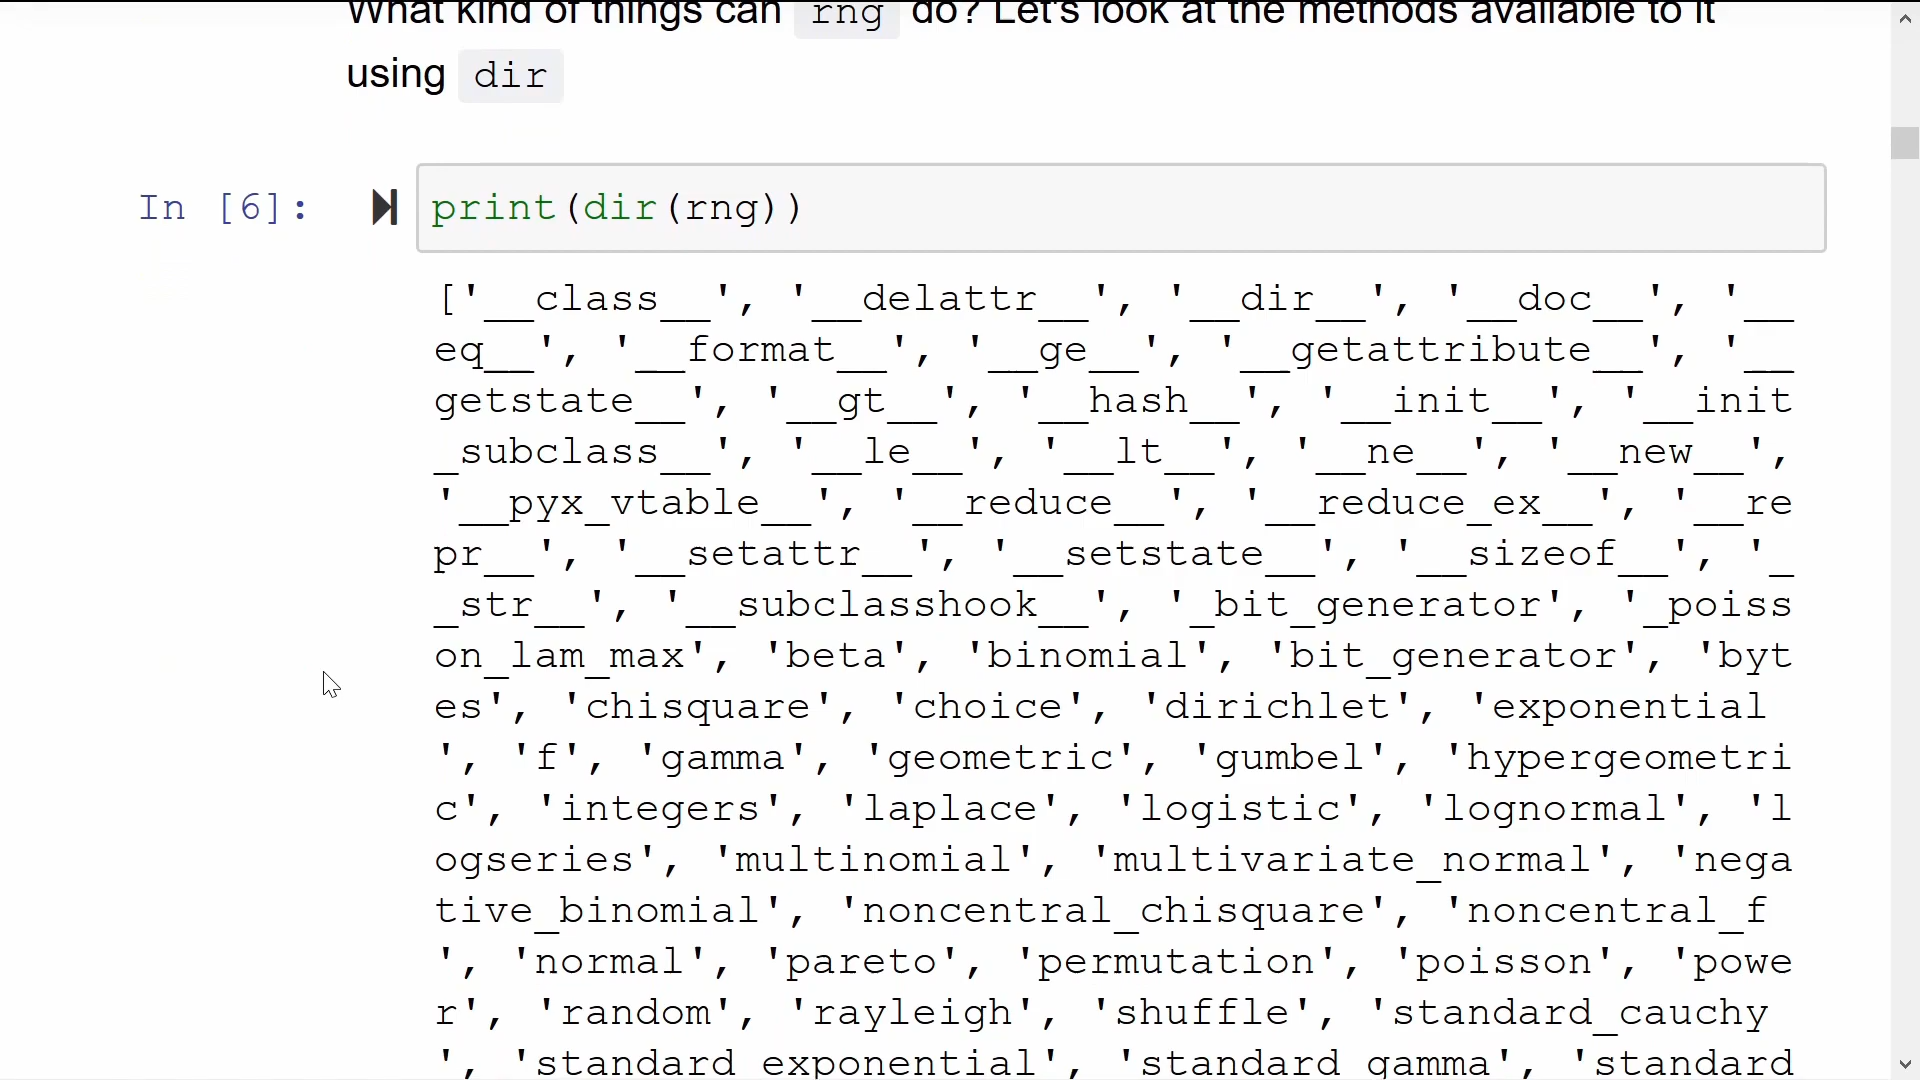 What kind of things can rng do? Let's look at the methods available to it
using dir
In [6]: print(dir(rng))
['__class__', '__delattr__', '__dir__', '__doc__', '__
eq__', '__format__', '__ge__', '__getattribute__', '__
getstate__', '__gt__', '__hash__', '__init__', '__init
_subclass__', '__le__', '__lt__', '__ne__', '__new__',
'__pyx_vtable__', '__reduce__', '__reduce_ex__', '__re
pr__', '__setattr__', '__setstate__', '__sizeof__', '_
_str__', '__subclasshook__', '_bit_generator', '_poiss
on_lam_max', 'beta', 'binomial', 'bit_generator', 'byt
es', 'chisquare', 'choice', 'dirichlet', 'exponential
', 'f', 'gamma', 'geometric', 'gumbel', 'hypergeometri
c', 'integers', 'laplace', 'logistic', 'lognormal', 'l
ogseries', 'multinomial', 'multivariate_normal', 'nega
tive_binomial', 'noncentral_chisquare', 'noncentral_f
', 'normal', 'pareto', 'permutation', 'poisson', 'powe
r', 'random', 'rayleigh', 'shuffle', 'standard_cauchy
', 'standard_exponential', 'standard_gamma', 'standard